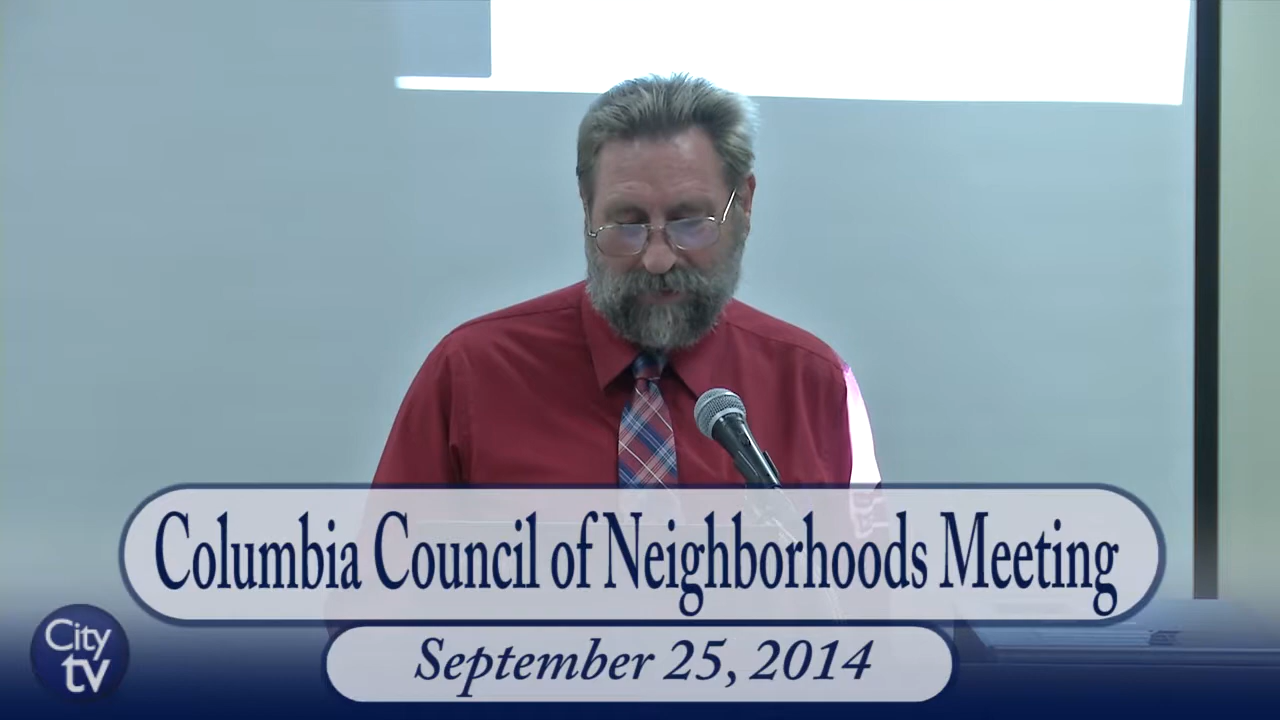 Columbia Council of Neighborhoods Meeting
September 25, 2014
City
tv